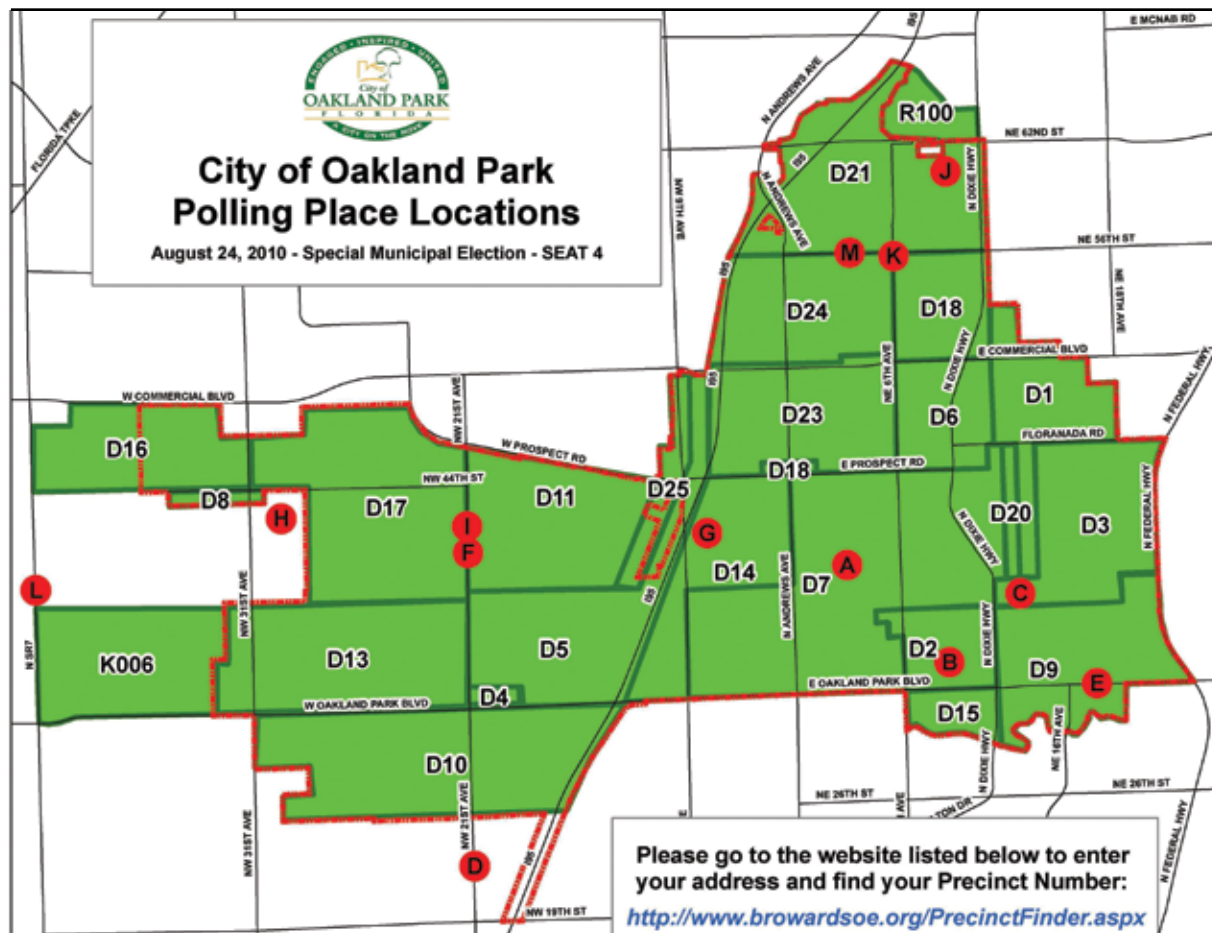 ENGAGED • INSPIRED • UNITED
City of
OAKLAND PARK
FLORIDA
A CITY ON THE MOVE
City of Oakland Park
Polling Place Locations
August 24, 2010 - Special Municipal Election - SEAT 4
E MCNAB RD
N ANDREWS AVE
I95
FLORIDA TPKE
R100
NE 62ND ST
I95
N DIXIE HWY
J
D21
NW 9TH AVE
N ANDREWS AVE
NE 56TH ST
M
K
I95
NE 18TH AVE
D24
D18
N DIXIE HWY
E COMMERCIAL BLVD
N FEDERAL HWY
I95
NE 6TH AVE
W COMMERCIAL BLVD
NW 21ST AVE
D1
D23
D6
W PROSPECT RD
FLORANADA RD
D16
D18
E PROSPECT RD
NW 44TH ST
D8
D17
D11
D25
H
I
G
D20
D3
N FEDERAL HWY
N DIXIE HWY
F
A
D14
D7
L
I95
C
NW 31ST AVE
N ANDREWS AVE
N DIXIE HWY
N SR7
K006
D13
D5
D2
B
D9
E
E OAKLAND PARK BLVD
D4
W OAKLAND PARK BLVD
D15
N DIXIE HWY
NE 16TH AVE
D10
NE 26TH ST
NE 26TH ST
NW 31ST AVE
NW 21ST AVE
N FEDERAL HWY
D
I95
NW 19TH ST
Please go to the website listed below to enter
your address and find your Precinct Number:
http://www.browardsoe.org/PrecinctFinder.aspx